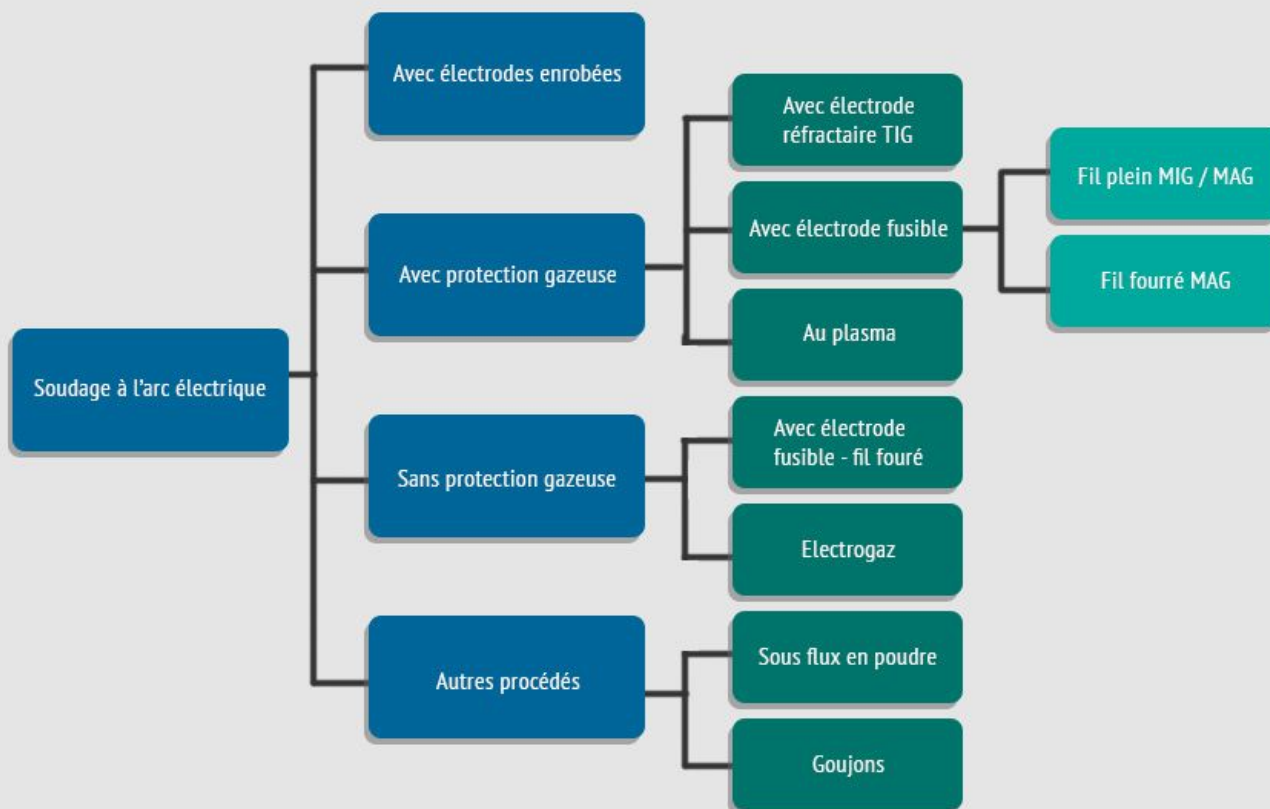 Soudage à l'arc électrique
Avec électrodes enrobées
Avec protection gazeuse
Avec électrode
réfractaire TIG
Avec électrode fusible
Fil plein MIG / MAG
Fil fourré MAG
Au plasma
Sans protection gazeuse
Avec électrode
fusible - fil fouré
Electrogaz
Autres procédés
Sous flux en poudre
Goujons